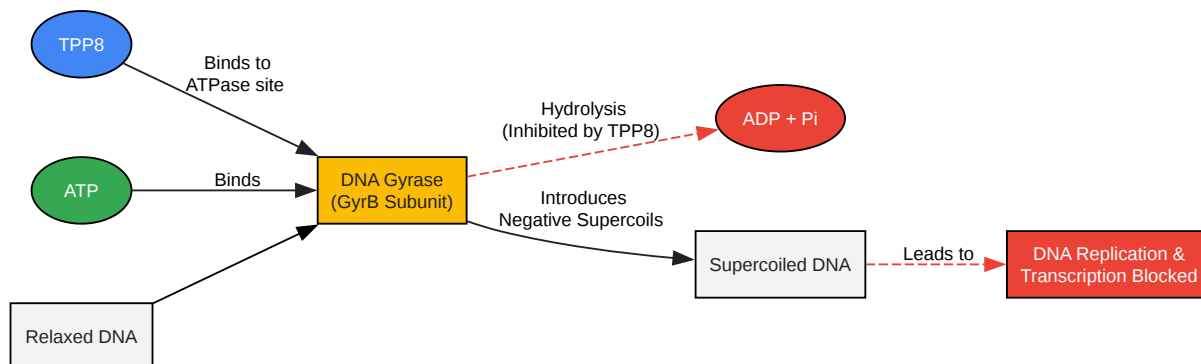 TPP8
Binds to
ATPase site
Hydrolysis
(Inhibited by TPP8)
ADP + Pi
ATP
Binds
DNA Gyrase
(GyrB Subunit)
Introduces
Negative Supercoils
Supercoiled DNA
Leads to
DNA Replication &
Transcription Blocked
Relaxed DNA